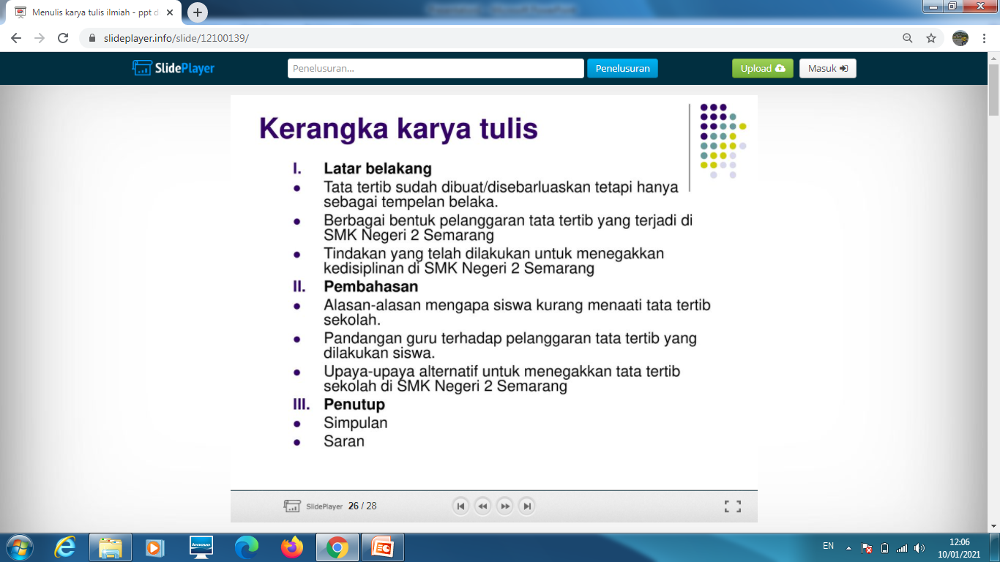 Menulis karya tulis ilmiah - ppt d
slideplayer.info/slide/12100139/
SlidePlayer
Penelusuran...
Penelusuran
Upload
Masuk
Kerangka karya tulis
I. Latar belakang
• Tata tertib sudah dibuat/disebarluaskan tetapi hanya
sebagai tempelan belaka.
• Berbagai bentuk pelanggaran tata tertib yang terjadi di
SMK Negeri 2 Semarang
• Tindakan yang telah dilakukan untuk menegakkan
kedisiplinan di SMK Negeri 2 Semarang
II. Pembahasan
• Alasan-alasan mengapa siswa kurang menaati tata tertib
sekolah.
• Pandangan guru terhadap pelanggaran tata tertib yang
dilakukan siswa.
• Upaya-upaya alternatif untuk menegakkan tata tertib
sekolah di SMK Negeri 2 Semarang
III. Penutup
• Simpulan
• Saran
SlidePlayer 26 / 28
lenovo
EN
12:06
10/01/2021